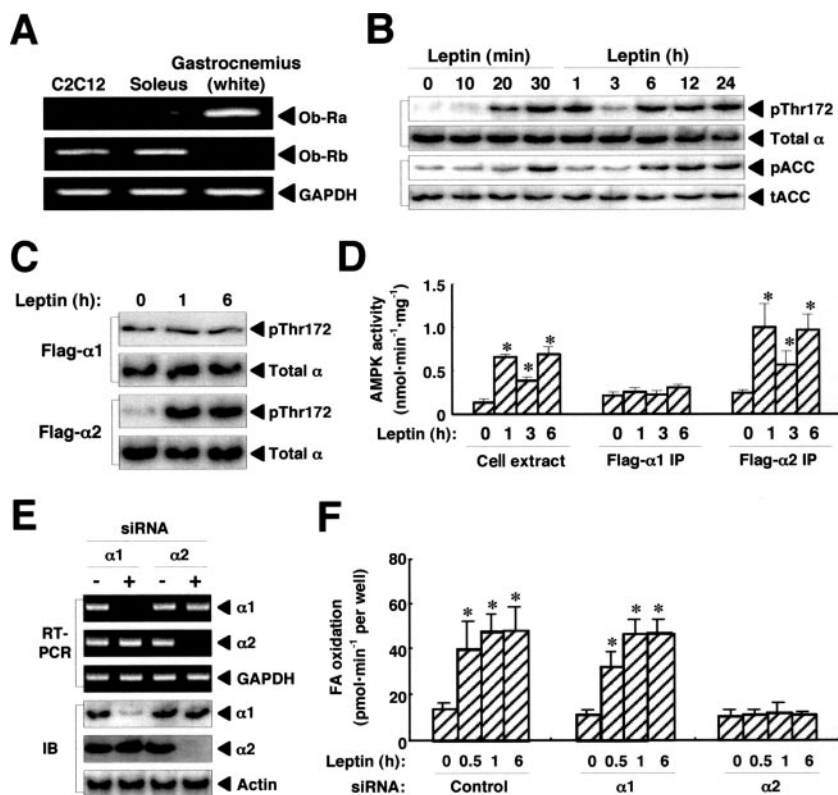 A
C2C12 Soleus Gastrocnemius (white)
Ob-Ra
Ob-Rb
GAPDH
B
Leptin (min) Leptin (h)
0 10 20 30 1 3 6 12 24
pThr172
Total α
pACC
tACC
C
Leptin (h): 0 1 6
Flag-α1
pThr172
Total α
Flag-α2
pThr172
Total α
D
AMPK activity
(nmol·min⁻¹·mg⁻¹)
1.5
1.0
0.5
0
* * * * * *
Leptin (h): 0 1 3 6 0 1 3 6 0 1 3 6
Cell extract Flag-α1 IP Flag-α2 IP
E
siRNA
α1 α2
- + - +
RT-PCR
α1
α2
GAPDH
IB
α1
α2
Actin
F
FA oxidation
(pmol·min⁻¹ per well)
80
60
40
20
0
* * * * * *
Leptin (h): 0 0.5 1 6 0 0.5 1 6 0 0.5 1 6
siRNA: Control α1 α2